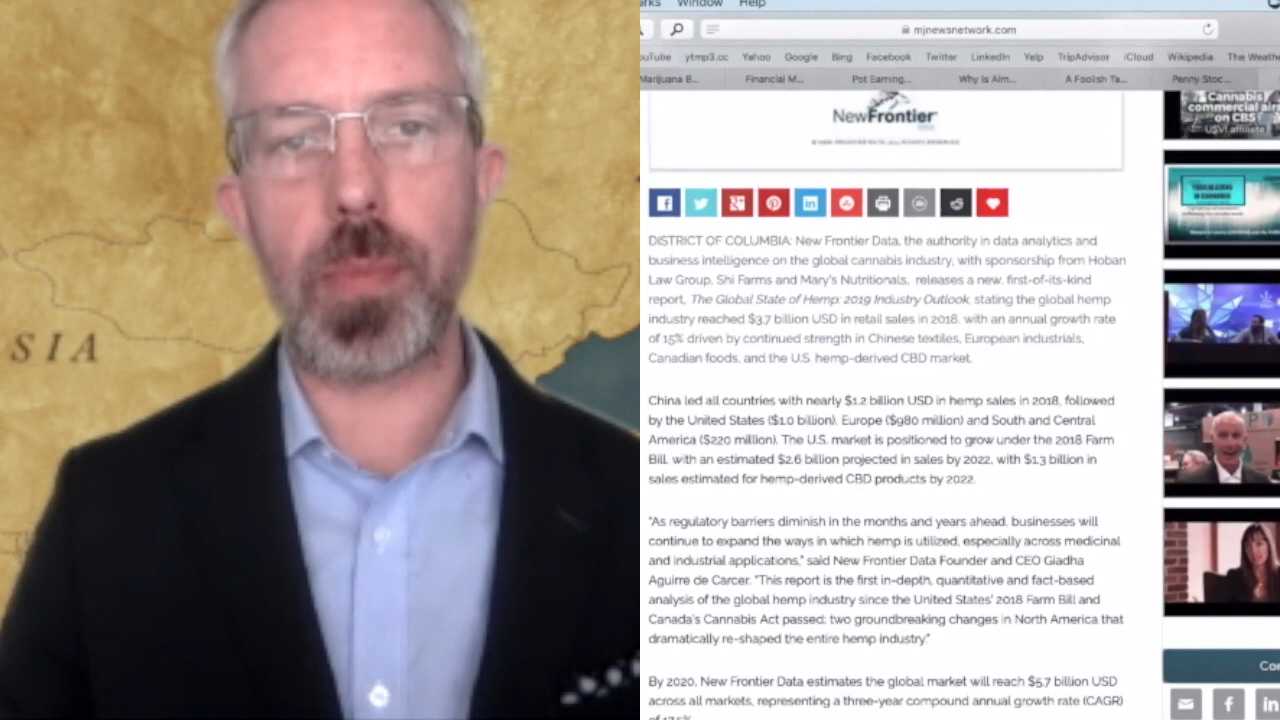 SIA
Window Help
mjnewsnetwork.com
ytmp3.cc Yahoo Google Bing Facebook Twitter LinkedIn Yelp TripAdvisor iCloud Wikipedia The
Marijuana B... Financial M... Pot Earning... Why Is Aim... A Foolish Ta... Penny Stoc...
NewFrontier
Cannabis
commercial airs
on CBS
USVI affiliate
DISTRICT OF COLUMBIA: New Frontier Data, the authority in data analytics and
business intelligence on the global cannabis industry, with sponsorship from Hoban
Law Group, Shi Farms and Mary's Nutritionals, releases a new, first-of-its-kind
report, The Global State of Hemp: 2019 Industry Outlook, stating the global hemp
industry reached $3.7 billion USD in retail sales in 2018, with an annual growth rate
of 15% driven by continued strength in Chinese textiles, European industrials,
Canadian foods, and the U.S. hemp-derived CBD market.
China led all countries with nearly $1.2 billion USD in hemp sales in 2018, followed
by the United States ($1.0 billion), Europe ($980 million) and South and Central
America ($220 million). The U.S. market is positioned to grow under the 2018 Farm
Bill, with an estimated $2.6 billion projected in sales by 2022, with $1.3 billion in
sales estimated for hemp-derived CBD products by 2022.
"As regulatory barriers diminish in the months and years ahead, businesses will
continue to expand the ways in which hemp is utilized, especially across medicinal
and industrial applications," said New Frontier Data Founder and CEO Giadha
Aguirre de Carcer. "This report is the first in-depth, quantitative and fact-based
analysis of the global hemp industry since the United States' 2018 Farm Bill and
Canada's Cannabis Act passed; two groundbreaking changes in North America that
dramatically re-shaped the entire hemp industry."
By 2020, New Frontier Data estimates the global market will reach $5.7 billion USD
across all markets, representing a three-year compound annual growth rate (CAGR)